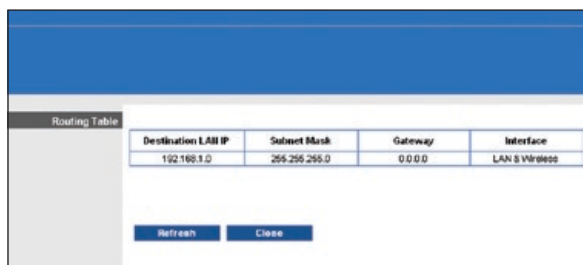 Routing Table
Destination LAN IP Subnet Mask Gateway Interface
192.168.1.0 255.255.255.0 0.0.0.0 LAN & Wireless
Refresh Close